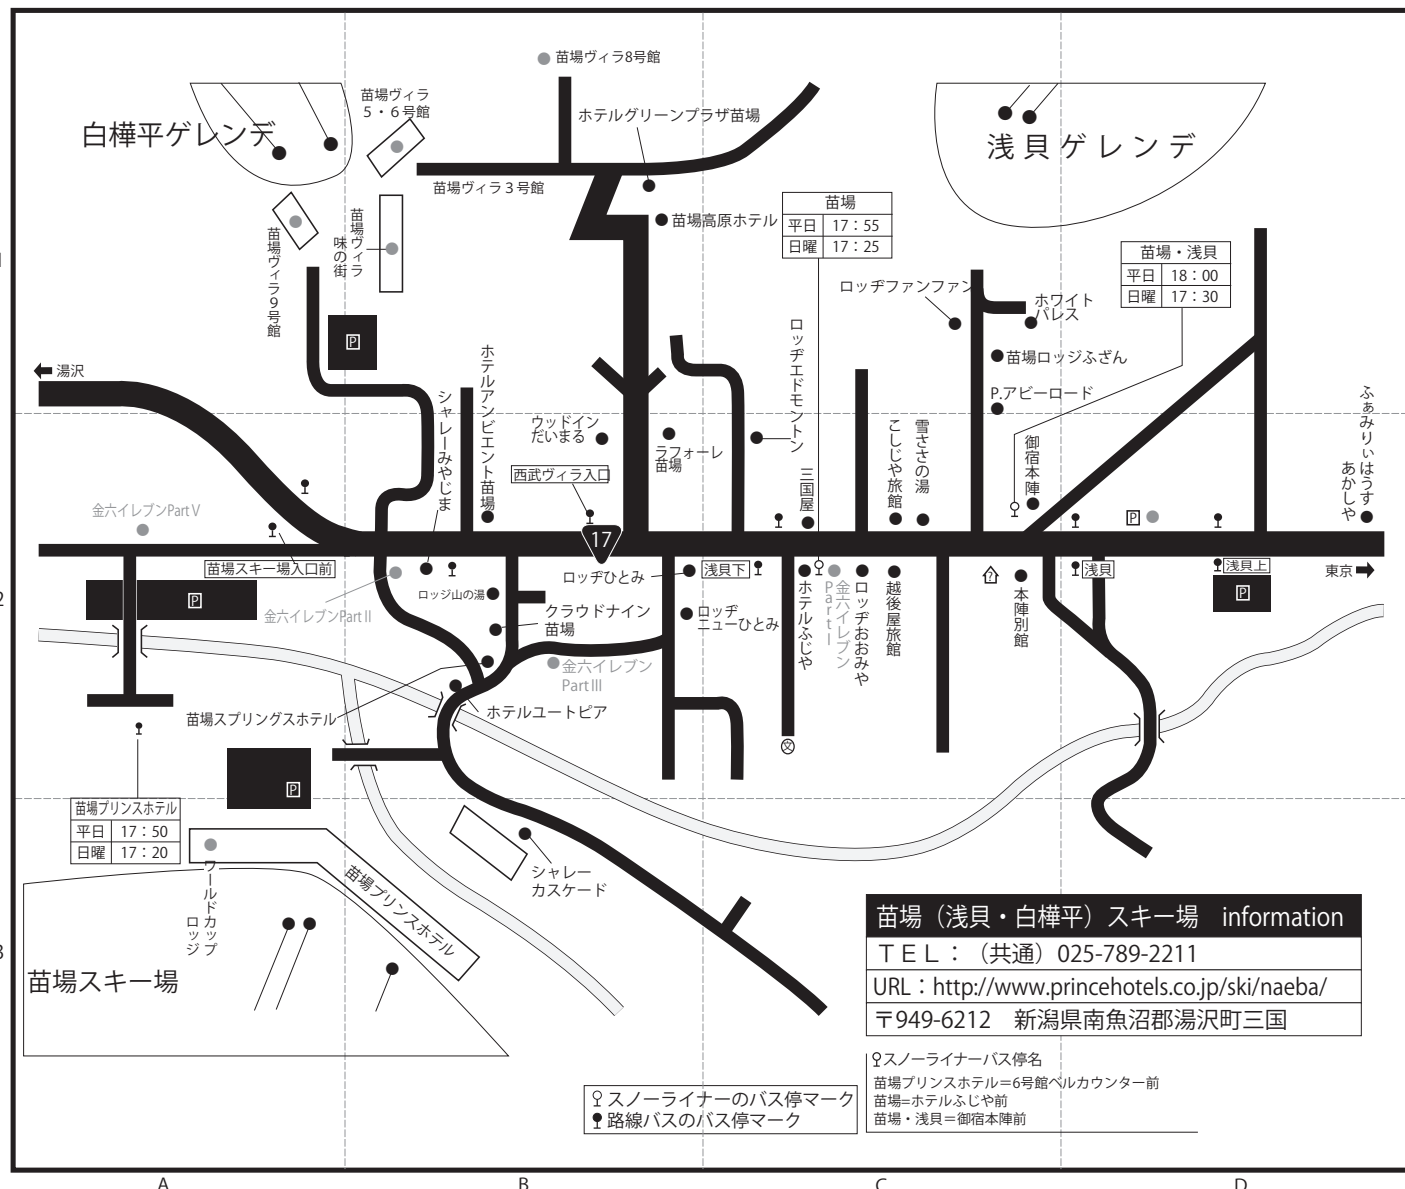 苗場ヴィラ8号館
苗場ヴィラ
5・6号館
ホテルグリーンプラザ苗場
白樺平ゲレンデ
浅貝ゲレンデ
苗場ヴィラ3号館
苗場高原ホテル
苗場
平日 17:55
日曜 17:25
苗場ヴィラ
味の街
苗場ヴィラ9号館
苗場・浅貝
平日 18:00
日曜 17:30
1
ロッヂファンファン
ホワイト
パレス
P
苗場ロッジふざん
P.アビーロード
湯沢
ロッヂエドモントン
ホテルアンビエント苗場
シャレーみやじま
ウッドイン
だいまる
ラフォーレ
苗場
西武ヴィラ入口
三国屋
こしじや旅館
雪ささの湯
御宿本陣
ふぁみりぃはうす
あかしや
金六イレブンPart V
P
17
苗場スキー場入口前
ロッヂひとみ
浅貝下
浅貝
浅貝上
東京
2
P
P
金六イレブンPart II
ロッジ山の湯
クラウドナイン
苗場
ロッヂ
ニューひとみ
ホテルふじや
金六イレブン
Part I
ロッヂおおみや
越後屋旅館
?
本陣別館
金六イレブン
Part III
苗場スプリングスホテル
ホテルユートピア
文
P
苗場プリンスホテル
平日 17:50
日曜 17:20
ワールドカップ
ロッジ
苗場プリンスホテル
シャレー
カスケード
3
苗場スキー場
苗場(浅貝・白樺平)スキー場 information
TEL:(共通)025-789-2211
URL:http://www.princehotels.co.jp/ski/naeba/
〒949-6212 新潟県南魚沼郡湯沢町三国
スノーライナーバス停名
苗場プリンスホテル=6号館ベルカウンター前
苗場=ホテルふじや前
苗場・浅貝=御宿本陣前
スノーライナーのバス停マーク
路線バスのバス停マーク
A
B
C
D